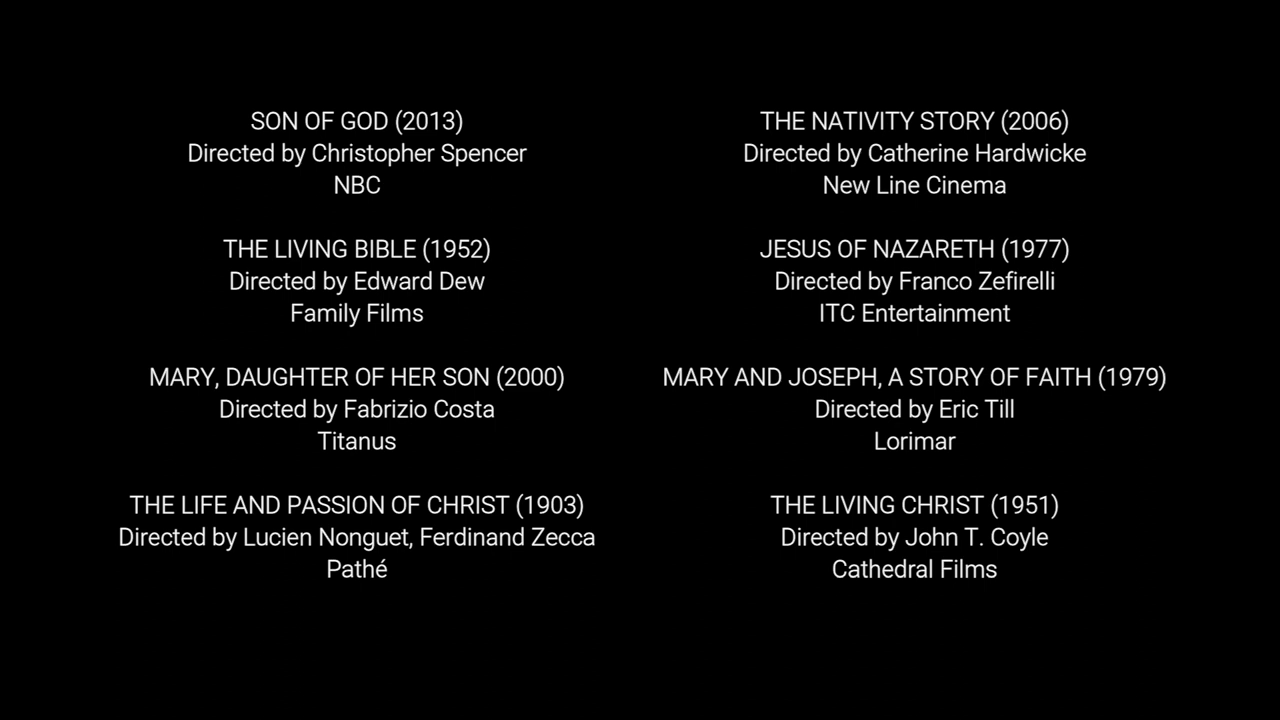 SON OF GOD (2013)
Directed by Christopher Spencer
NBC
THE LIVING BIBLE (1952)
Directed by Edward Dew
Family Films
MARY, DAUGHTER OF HER SON (2000)
Directed by Fabrizio Costa
Titanus
THE LIFE AND PASSION OF CHRIST (1903)
Directed by Lucien Nonguet, Ferdinand Zecca
Pathé
THE NATIVITY STORY (2006)
Directed by Catherine Hardwicke
New Line Cinema
JESUS OF NAZARETH (1977)
Directed by Franco Zefirelli
ITC Entertainment
MARY AND JOSEPH, A STORY OF FAITH (1979)
Directed by Eric Till
Lorimar
THE LIVING CHRIST (1951)
Directed by John T. Coyle
Cathedral Films